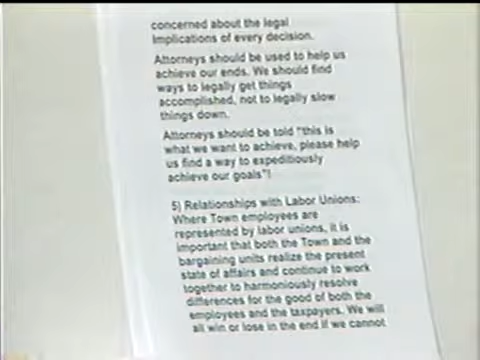 concerned about the legal
implications of every decision.
Attorneys should be used to help us
achieve our ends. We should find
ways to legally get things
accomplished, not to legally slow
things down.
Attorneys should be told "this is
what we want to achieve, please help
us find a way to expeditiously
achieve our goals"!
5) Relationships with Labor Unions:
Where Town employees are
represented by labor unions, it is
important that both the Town and the
bargaining units realize the present
state of affairs and continue to work
together to harmoniously resolve
differences for the good of both the
employees and the taxpayers. We will
all win or lose in the end if we cannot